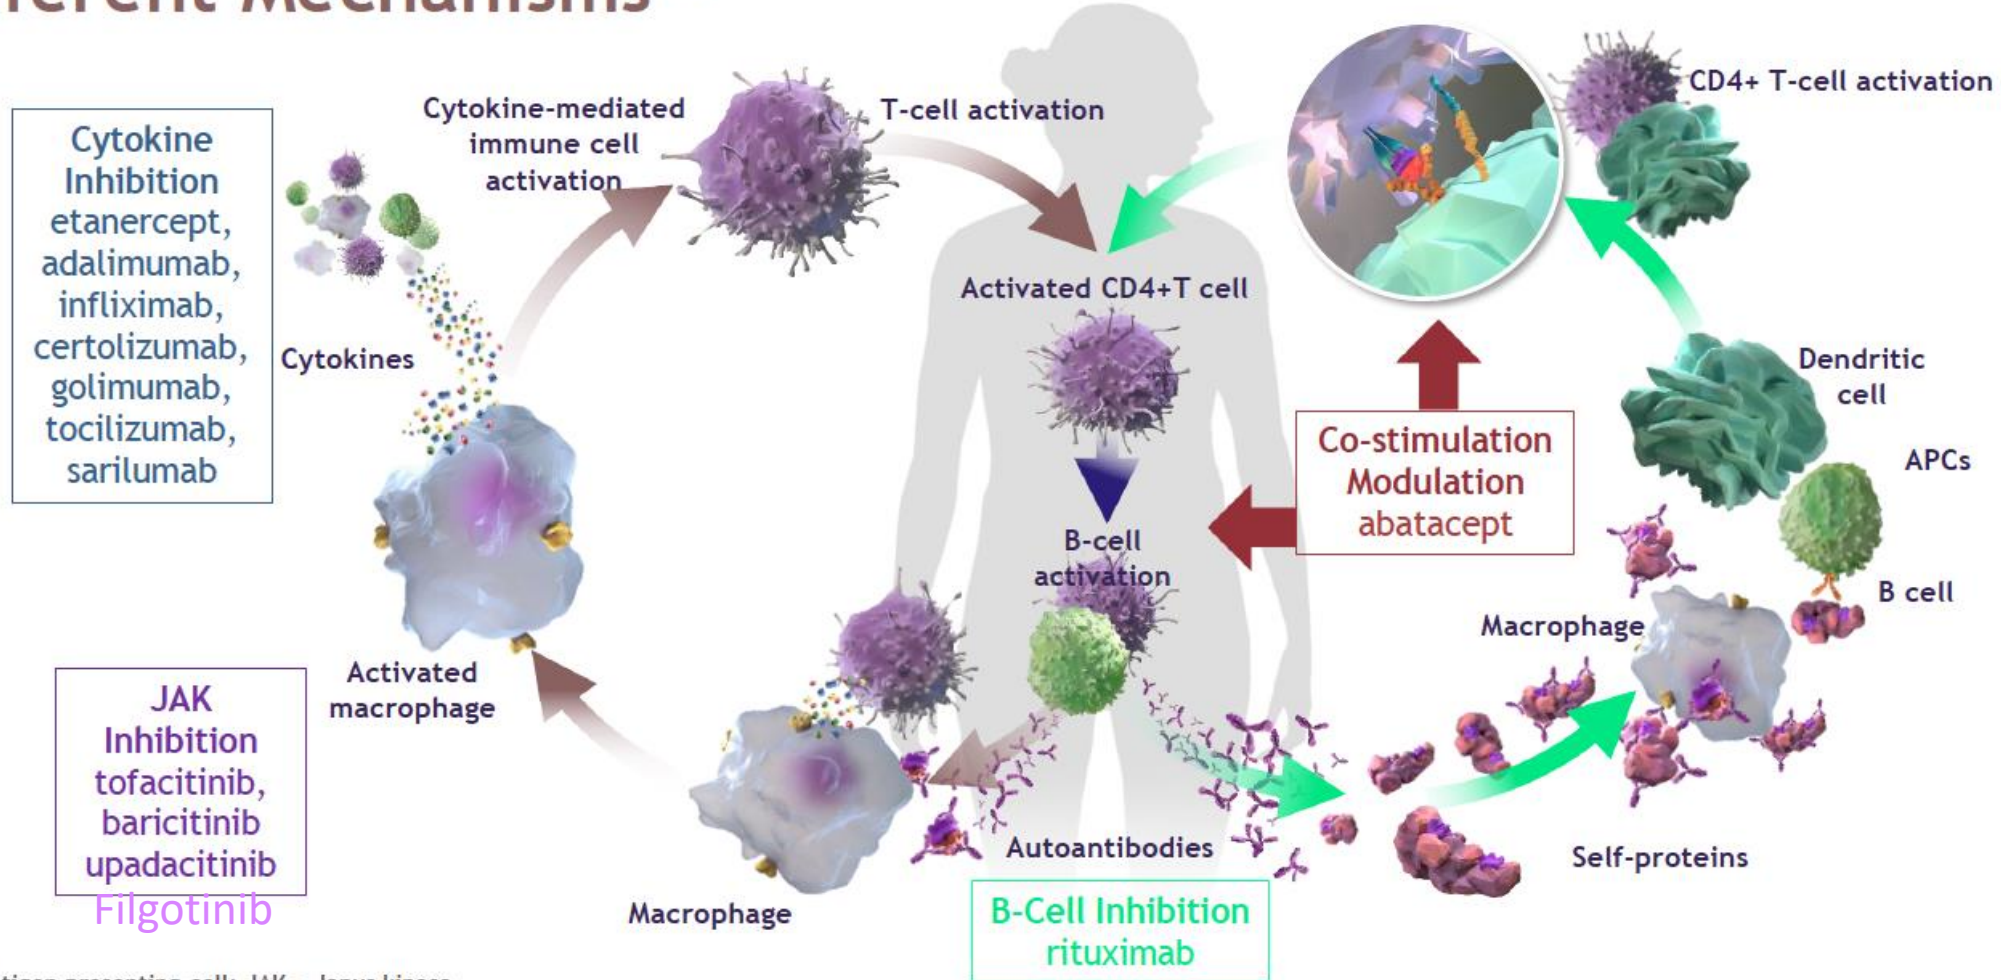 Mechanisms
Cytokine
Inhibition
etanercept,
adalimumab,
infliximab,
certolizumab,
golimumab,
tocilizumab,
sarilumab
Cytokine-mediated
immune cell
activation
T-cell activation
CD4+ T-cell activation
Cytokines
Activated CD4+T cell
Dendritic
cell
APCs
Co-stimulation
Modulation
abatacept
B-cell
activation
B cell
Macrophage
Activated
macrophage
JAK
Inhibition
tofacitinib,
baricitinib
upadacitinib
Filgotinib
Autoantibodies
Self-proteins
Macrophage
B-Cell Inhibition
rituximab